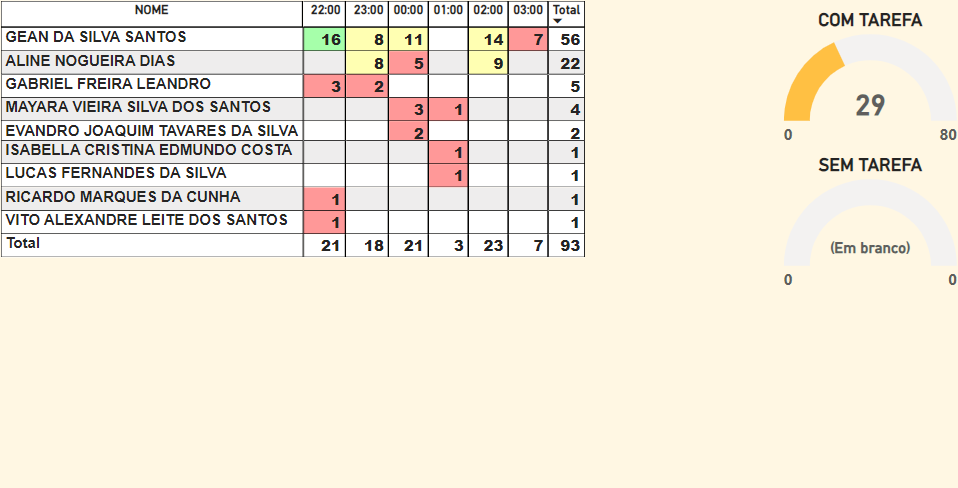 NOME 22:00 23:00 00:00 01:00 02:00 03:00 Total
GEAN DA SILVA SANTOS 16 8 11 14 7 56
ALINE NOGUEIRA DIAS 8 5 9 22
GABRIEL FREIRA LEANDRO 3 2 5
MAYARA VIEIRA SILVA DOS SANTOS 3 1 4
EVANDRO JOAQUIM TAVARES DA SILVA 2 2
ISABELLA CRISTINA EDMUNDO COSTA 1 1
LUCAS FERNANDES DA SILVA 1 1
RICARDO MARQUES DA CUNHA 1 1
VITO ALEXANDRE LEITE DOS SANTOS 1 1
Total 21 18 21 3 23 7 93
COM TAREFA
29
0 80
SEM TAREFA
(Em branco)
0 0